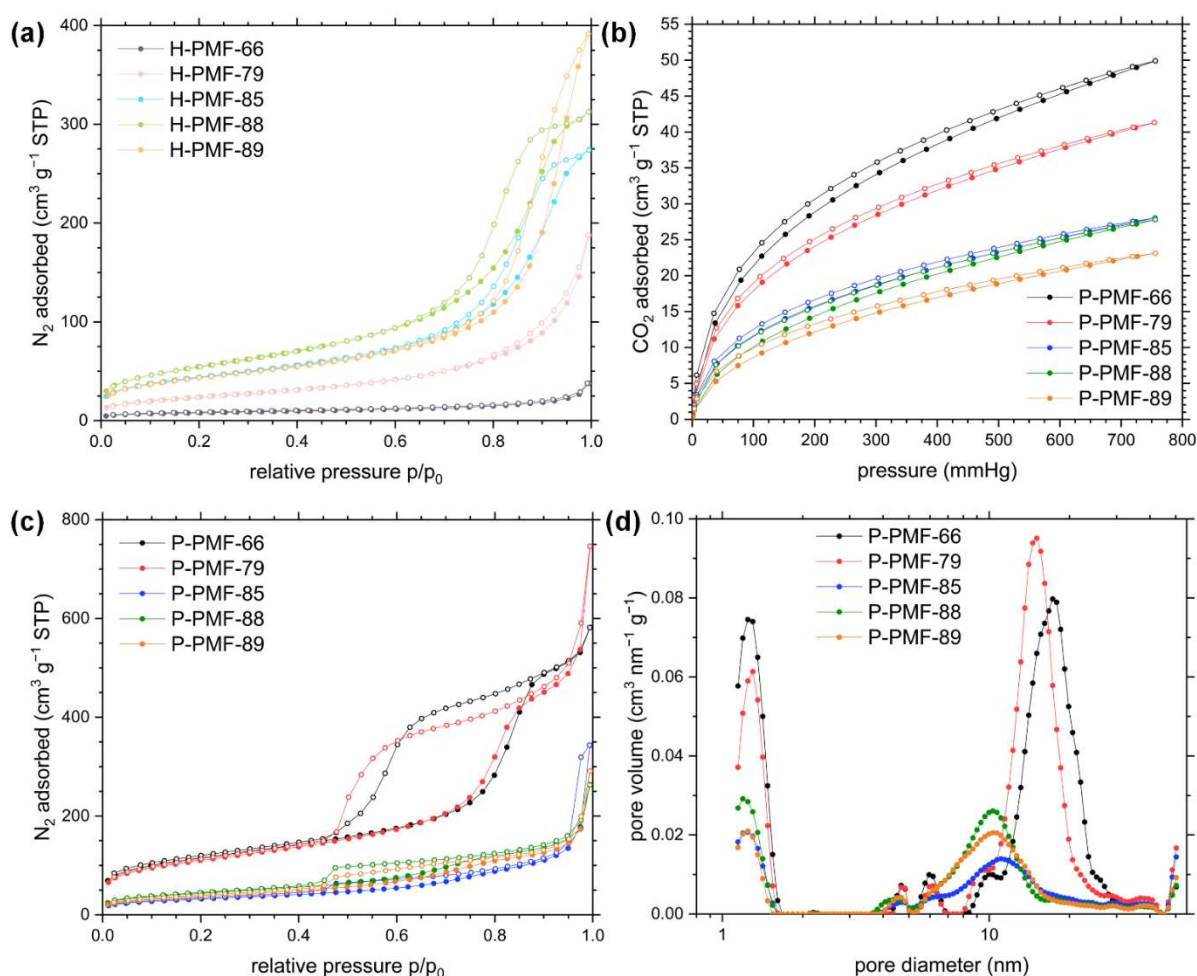 (a)
400
350
300
250
200
150
100
50
0
N₂ adsorbed (cm³ g⁻¹ STP)
H-PMF-66
H-PMF-79
H-PMF-85
H-PMF-88
H-PMF-89
0.0 0.2 0.4 0.6 0.8 1.0
relative pressure p/p₀
(b)
55
50
45
40
35
30
25
20
15
10
5
0
CO₂ adsorbed (cm³ g⁻¹ STP)
P-PMF-66
P-PMF-79
P-PMF-85
P-PMF-88
P-PMF-89
0 100 200 300 400 500 600 700 800
pressure (mmHg)
(c)
800
600
400
200
0
N₂ adsorbed (cm³ g⁻¹ STP)
P-PMF-66
P-PMF-79
P-PMF-85
P-PMF-88
P-PMF-89
0.0 0.2 0.4 0.6 0.8 1.0
relative pressure p/p₀
(d)
0.10
0.08
0.06
0.04
0.02
0.00
pore volume (cm³ nm⁻¹ g⁻¹)
P-PMF-66
P-PMF-79
P-PMF-85
P-PMF-88
P-PMF-89
1 10
pore diameter (nm)